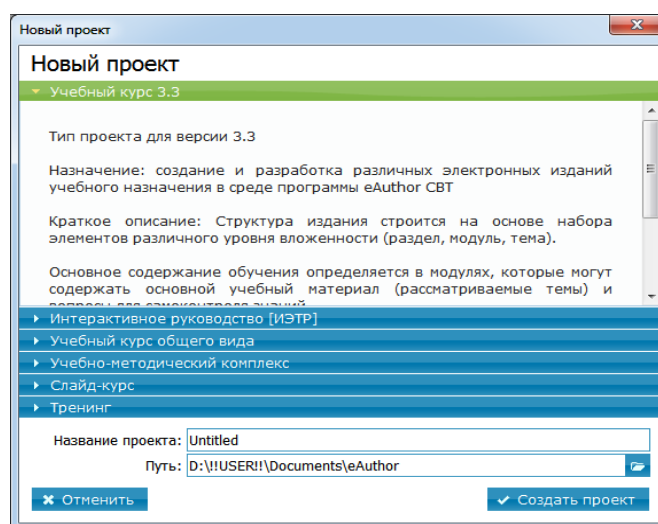 Новый проект
Новый проект
Учебный курс 3.3
Тип проекта для версии 3.3
Назначение: создание и разработка различных электронных изданий
учебного назначения в среде программы eAuthor CBT
Краткое описание: Структура издания строится на основе набора
элементов различного уровня вложенности (раздел, модуль, тема).
Основное содержание обучения определяется в модулях, которые могут
содержать основной учебный материал (рассматриваемые темы) и
вопросы для самоконтроля знаний
Интерактивное руководство [ИЭТР]
Учебный курс общего вида
Учебно-методический комплекс
Слайд-курс
Тренинг
Название проекта: Untitled
Путь: D:\!!USER!!\Documents\eAuthor
Отменить
Создать проект